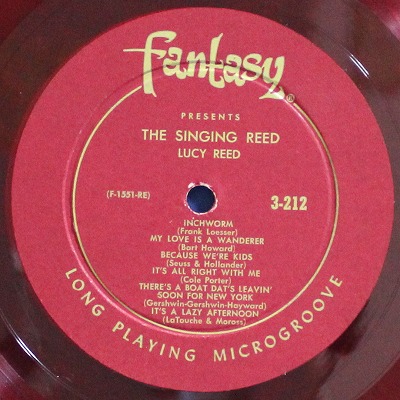 Fantasy
®
PRESENTS
THE SINGING REED
LUCY REED
(F-1551-RE)
3-212
INCHWORM
(Frank Loesser)
MY LOVE IS A WANDERER
(Bart Howard)
BECAUSE WE'RE KIDS
(Seuss & Hollander)
IT'S ALL RIGHT WITH ME
(Cole Porter)
THERE'S A BOAT DAT'S LEAVIN'
SOON FOR NEW YORK
(Gershwin-Gershwin-Hayward)
IT'S A LAZY AFTERNOON
(LaTouche & Moross)
LONG PLAYING MICROGROOVE